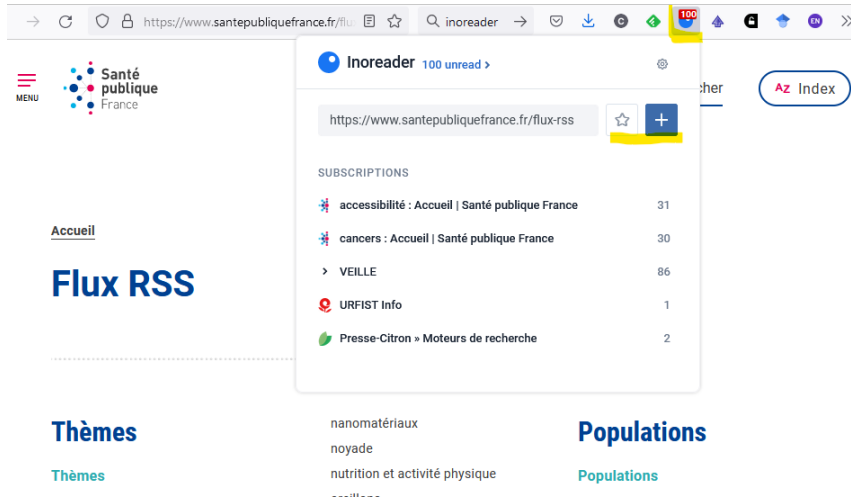 https://www.santepubliquefrance.fr/flu
inoreader
C
100
EN
MENU
Santé
publique
France
Inoreader 100 unread >
cher
AZ Index
https://www.santepubliquefrance.fr/flux-rss
SUBSCRIPTIONS
accessibilité : Accueil | Santé publique France 31
cancers : Accueil | Santé publique France 30
VEILLE 86
URFIST Info 1
Presse-Citron » Moteurs de recherche 2
Accueil
Flux RSS
Thèmes
Thèmes
nanomatériaux
noyade
nutrition et activité physique
Populations
Populations